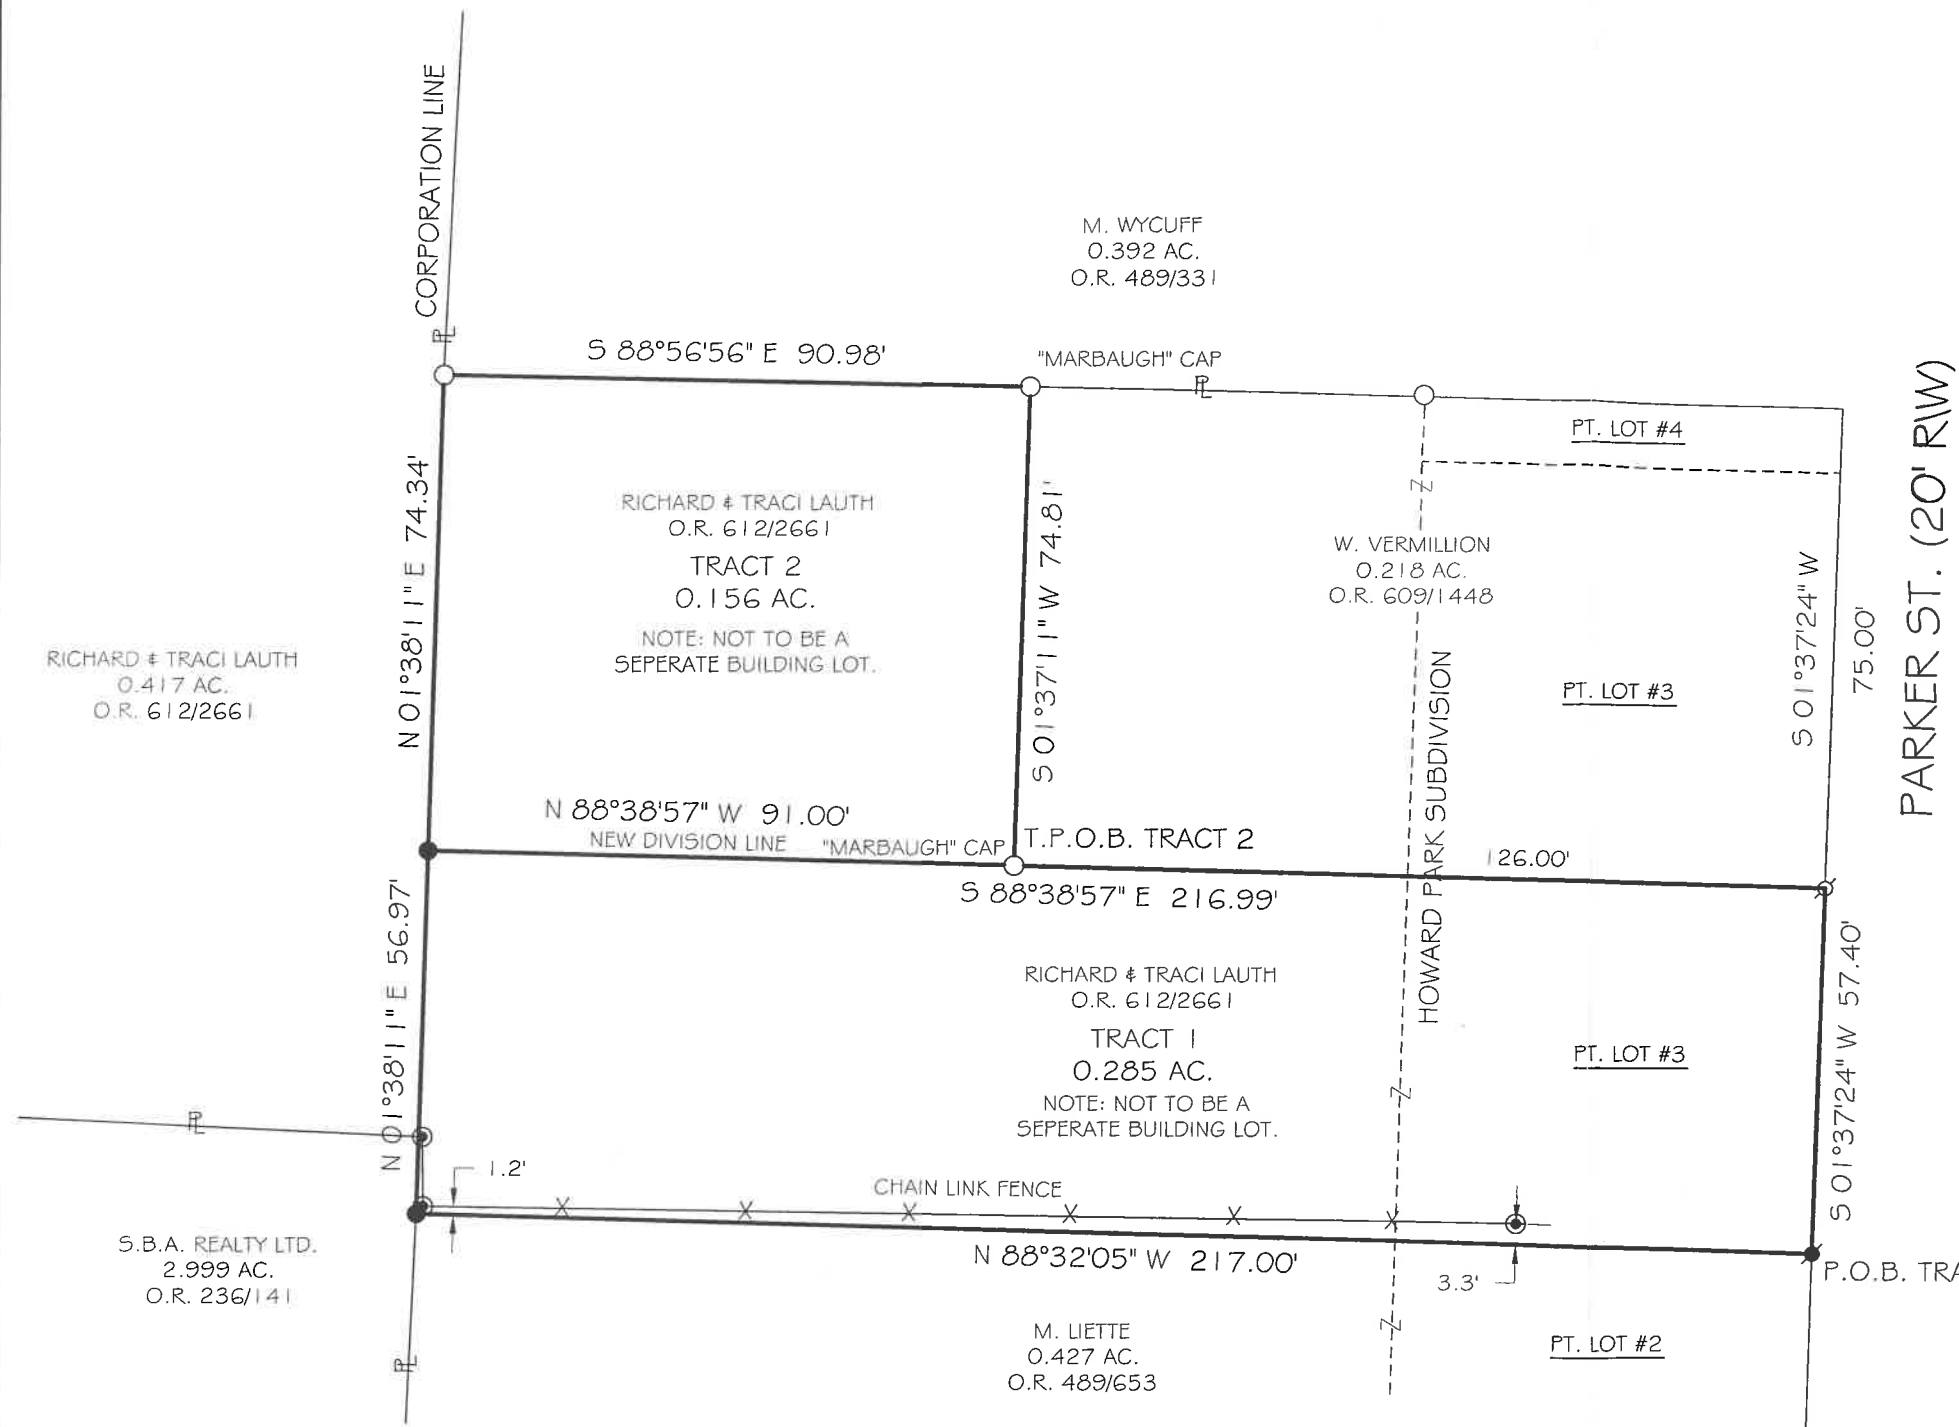 CORPORATION LINE
M. WYCUFF
0.392 AC.
O.R. 489/331
PL
S 88°56'56" E 90.98'
"MARBAUGH" CAP
PL
PT. LOT #4
PARKER ST. (20' R\W)
N 01°38'11" E 74.34'
RICHARD & TRACI LAUTH
O.R. 612/2661
TRACT 2
0.156 AC.
NOTE: NOT TO BE A
SEPERATE BUILDING LOT.
S 01°37'11" W 74.81'
W. VERMILLION
0.218 AC.
O.R. 609/1448
S 01°37'24" W
75.00'
RICHARD & TRACI LAUTH
0.417 AC.
O.R. 612/2661
PT. LOT #3
HOWARD PARK SUBDIVISION
N 88°38'57" W 91.00'
NEW DIVISION LINE
"MARBAUGH" CAP
T.P.O.B. TRACT 2
126.00'
S 88°38'57" E 216.99'
N 01°38'11" E 56.97'
RICHARD & TRACI LAUTH
O.R. 612/2661
TRACT 1
0.285 AC.
NOTE: NOT TO BE A
SEPERATE BUILDING LOT.
PT. LOT #3
S 01°37'24" W 57.40'
PL
1.2'
CHAIN LINK FENCE
N 88°32'05" W 217.00'
3.3'
P.O.B. TRA
S.B.A. REALTY LTD.
2.999 AC.
O.R. 236/141
PL
M. LIETTE
0.427 AC.
O.R. 489/653
PT. LOT #2